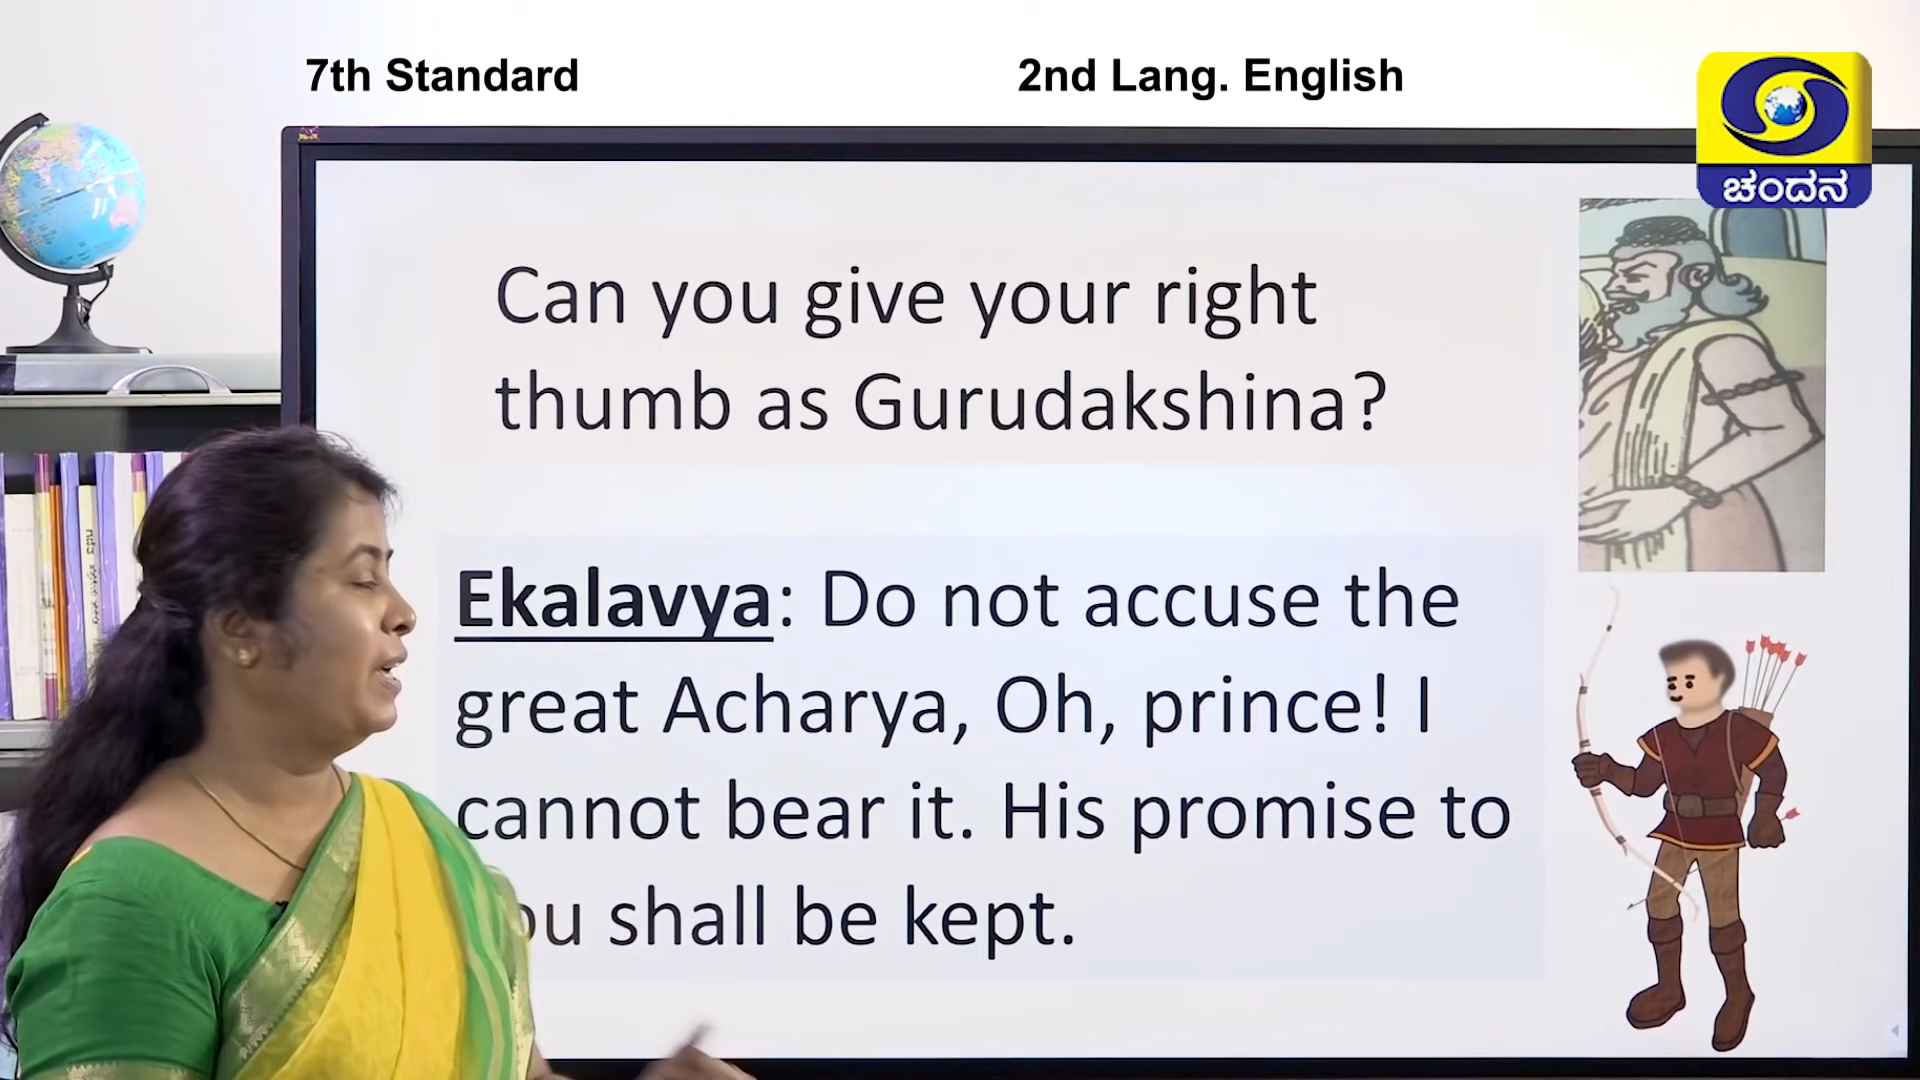 7th Standard
2nd Lang. English
ಚಂದನ
Can you give your right
thumb as Gurudakshina?
Ekalavya: Do not accuse the
great Acharya, Oh, prince! I
cannot bear it. His promise to
shall be kept.